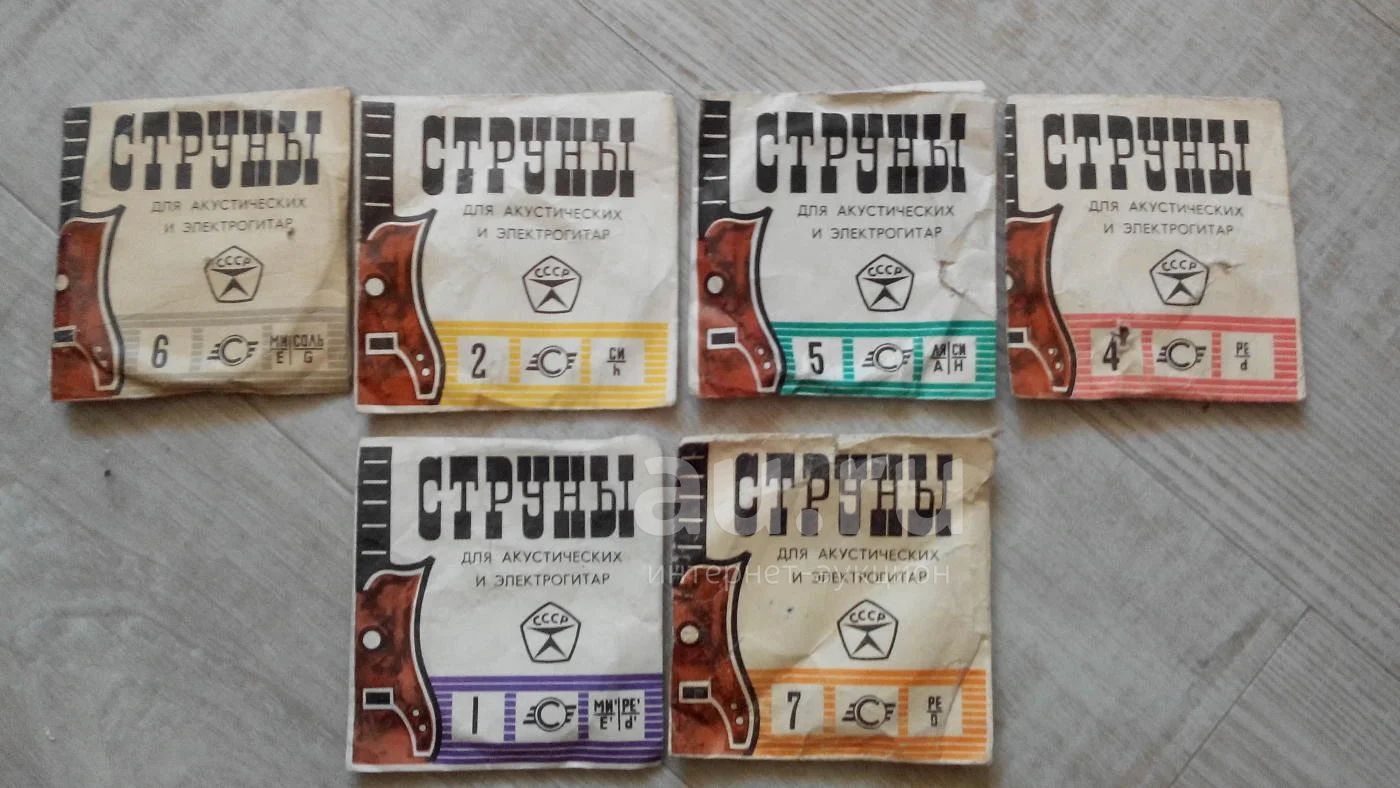 СТРУНЫ
ДЛЯ АКУСТИЧЕСКИХ
И ЭЛЕКТРОГИТАР
СССР
6 С МИ СОЛЬ
E G
СТРУНЫ
ДЛЯ АКУСТИЧЕСКИХ
И ЭЛЕКТРОГИТАР
СССР
2 С СИ
h
СТРУНЫ
ДЛЯ АКУСТИЧЕСКИХ
И ЭЛЕКТРОГИТАР
СССР
5 С ЛЯ СИ
A H
СТРУНЫ
ДЛЯ АКУСТИЧЕСКИХ
И ЭЛЕКТРОГИТАР
СССР
4 С РЕ
d
СТРУНЫ
ДЛЯ АКУСТИЧЕСКИХ
И ЭЛЕКТРОГИТАР
СССР
1 С МИ' РЕ'
E' d'
СТРУНЫ
ДЛЯ АКУСТИЧЕСКИХ
И ЭЛЕКТРОГИТАР
СССР
7 С РЕ
D
au.ru
интернет-аукцион